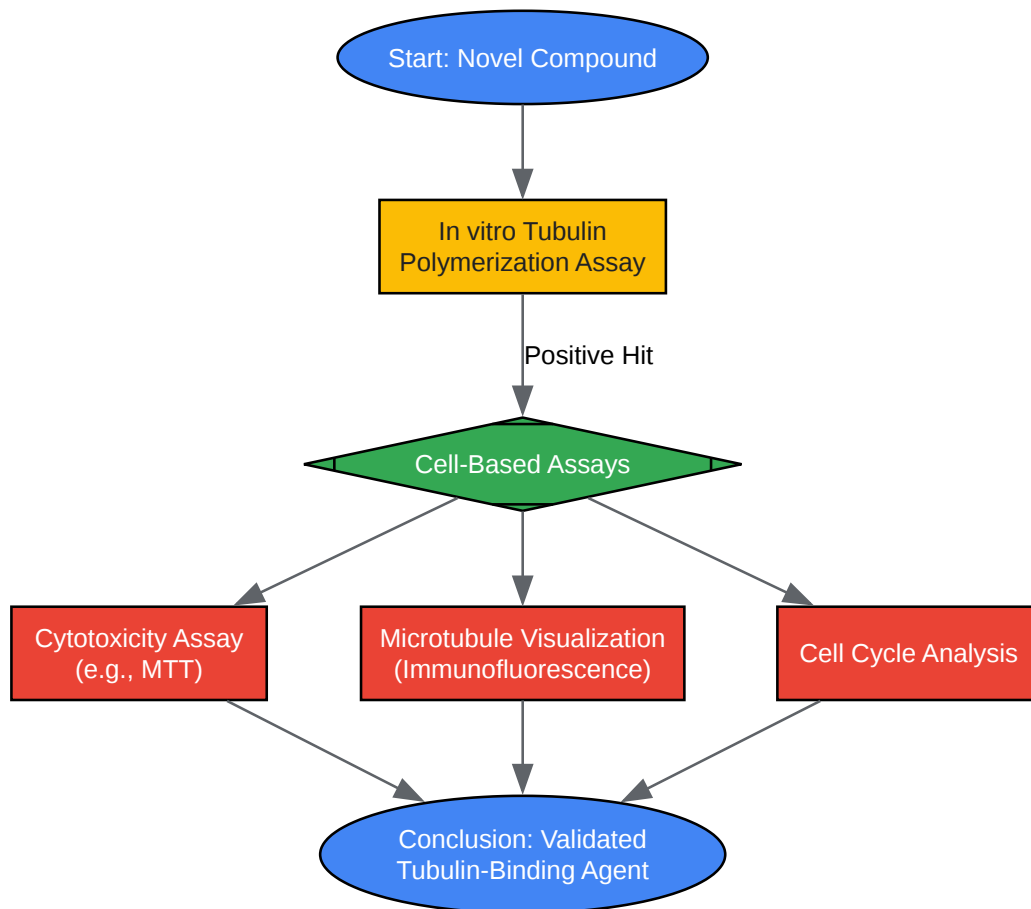 Start: Novel Compound
In vitro Tubulin
Polymerization Assay
Positive Hit
Cell-Based Assays
Cytotoxicity Assay
(e.g., MTT)
Microtubule Visualization
(Immunofluorescence)
Cell Cycle Analysis
Conclusion: Validated
Tubulin-Binding Agent